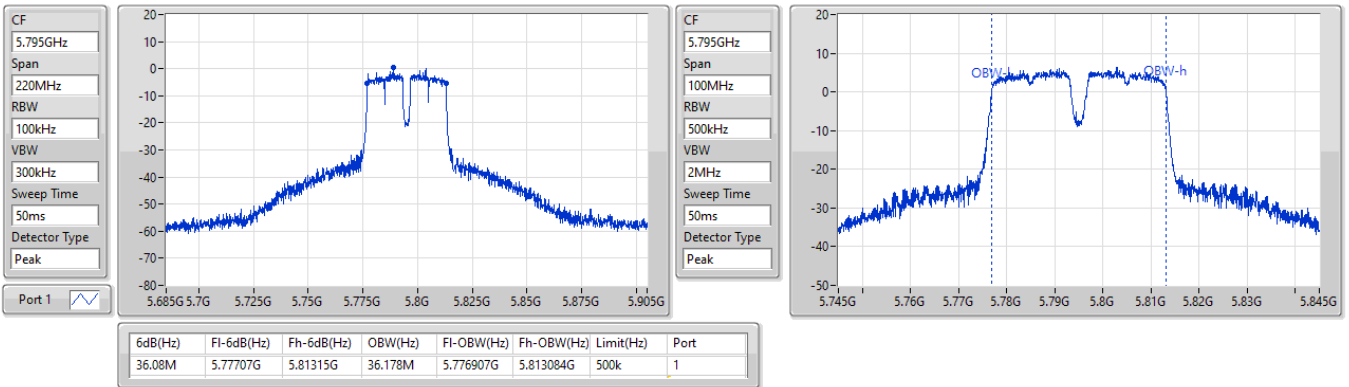 CF
5.795GHz
Span
220MHz
RBW
100kHz
VBW
300kHz
Sweep Time
50ms
Detector Type
Peak
Port 1
20-
10-
0-
-10-
-20-
-30-
-40-
-50-
-60-
-70-
-80-
5.685G 5.7G 5.725G 5.75G 5.775G 5.8G 5.825G 5.85G 5.875G 5.905G
CF
5.795GHz
Span
100MHz
RBW
500kHz
VBW
2MHz
Sweep Time
50ms
Detector Type
Peak
20-
10-
0-
-10-
-20-
-30-
-40-
-50-
OBW-h
5.745G 5.76G 5.77G 5.78G 5.79G 5.8G 5.81G 5.82G 5.83G 5.845G
6dB(Hz) Fl-6dB(Hz) Fh-6dB(Hz) OBW(Hz) Fl-OBW(Hz) Fh-OBW(Hz) Limit(Hz) Port
36.08M 5.77707G 5.81315G 36.178M 5.776907G 5.813084G 500k 1